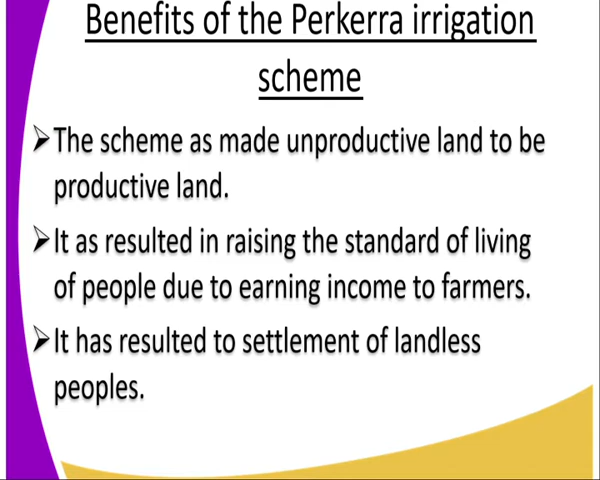 Benefits of the Perkerra irrigation
scheme
➢The scheme as made unproductive land to be
productive land.
➢It as resulted in raising the standard of living
of people due to earning income to farmers.
➢It has resulted to settlement of landless
peoples.